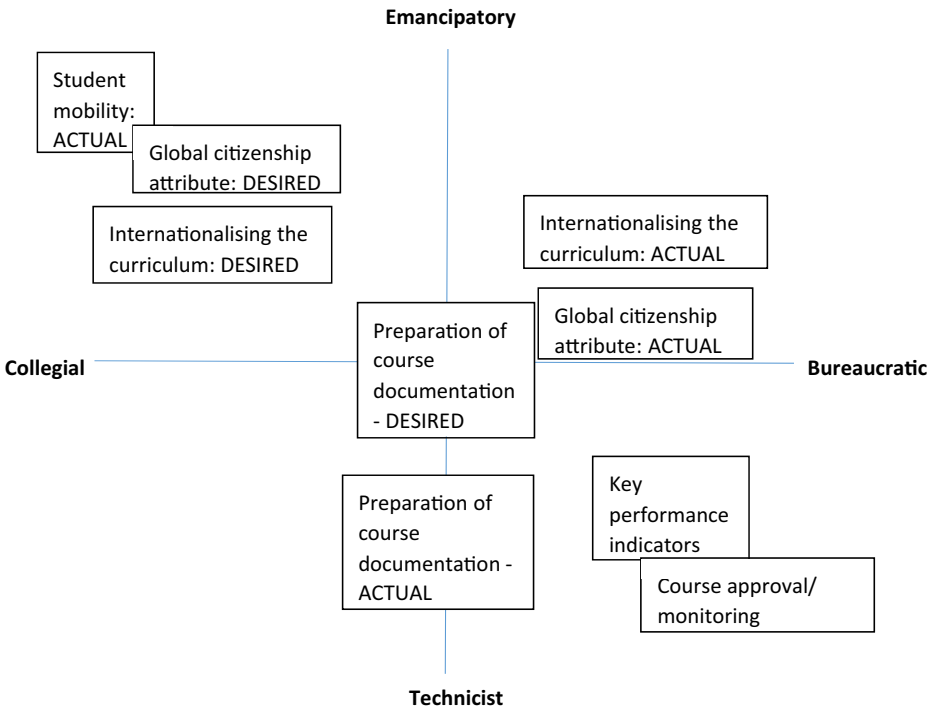 Emancipatory
Student
mobility:
ACTUAL
Global citizenship
attribute: DESIRED
Internationalising the
curriculum: DESIRED
Internationalising the
curriculum: ACTUAL
Global citizenship
attribute: ACTUAL
Preparation of
course
documentation
- DESIRED
Collegial
Bureaucratic
Preparation of
course
documentation -
ACTUAL
Key
performance
indicators
Course approval/
monitoring
Technicist